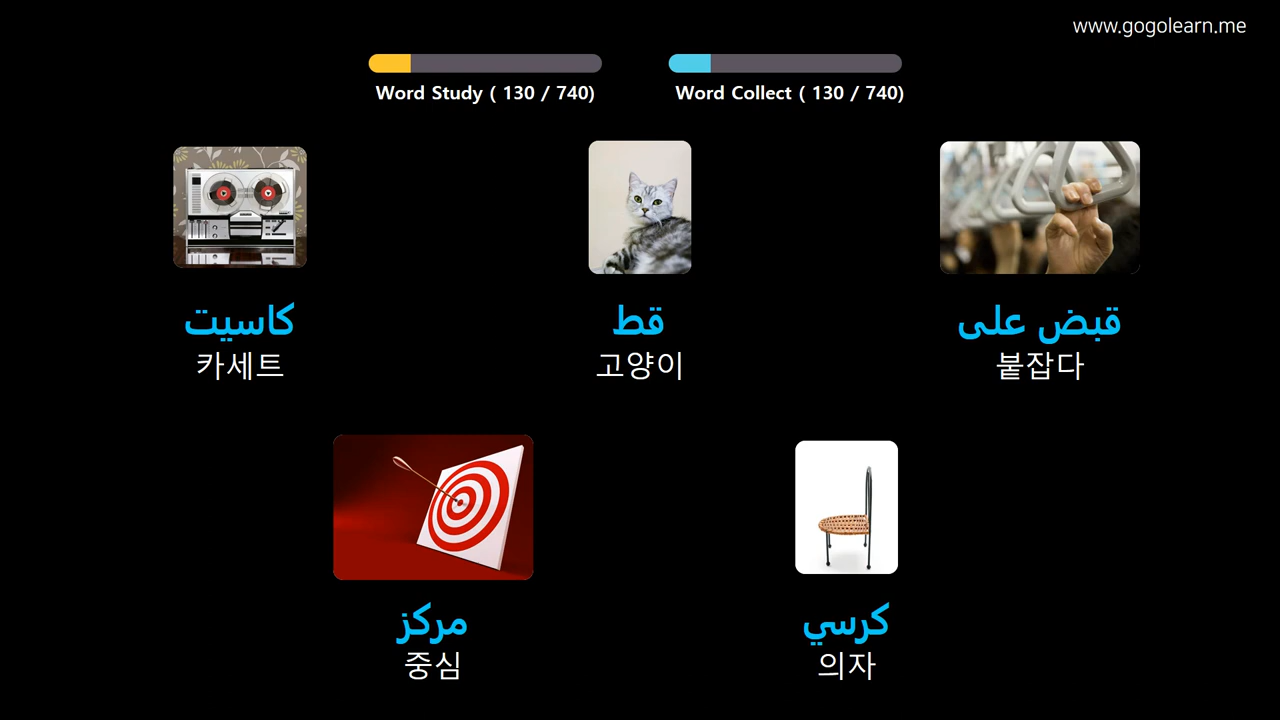 www.gogolearn.me
Word Study ( 130 / 740)
Word Collect ( 130 / 740)
كاسيت
카세트
قط
고양이
قبض على
붙잡다
مركز
중심
كرسي
의자